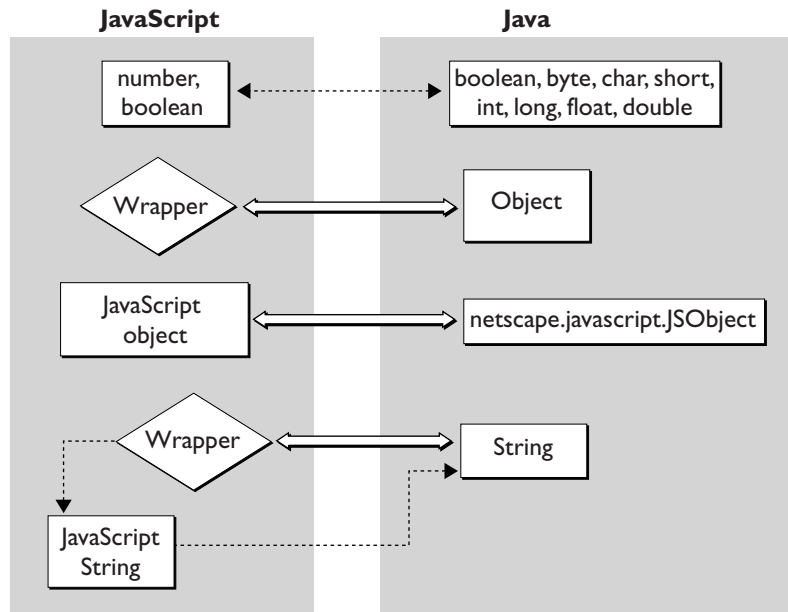 JavaScript
Java
number,
boolean
boolean, byte, char, short,
int, long, float, double
Wrapper
Object
JavaScript
object
netscape.javascript.JSObject
Wrapper
String
JavaScript
String